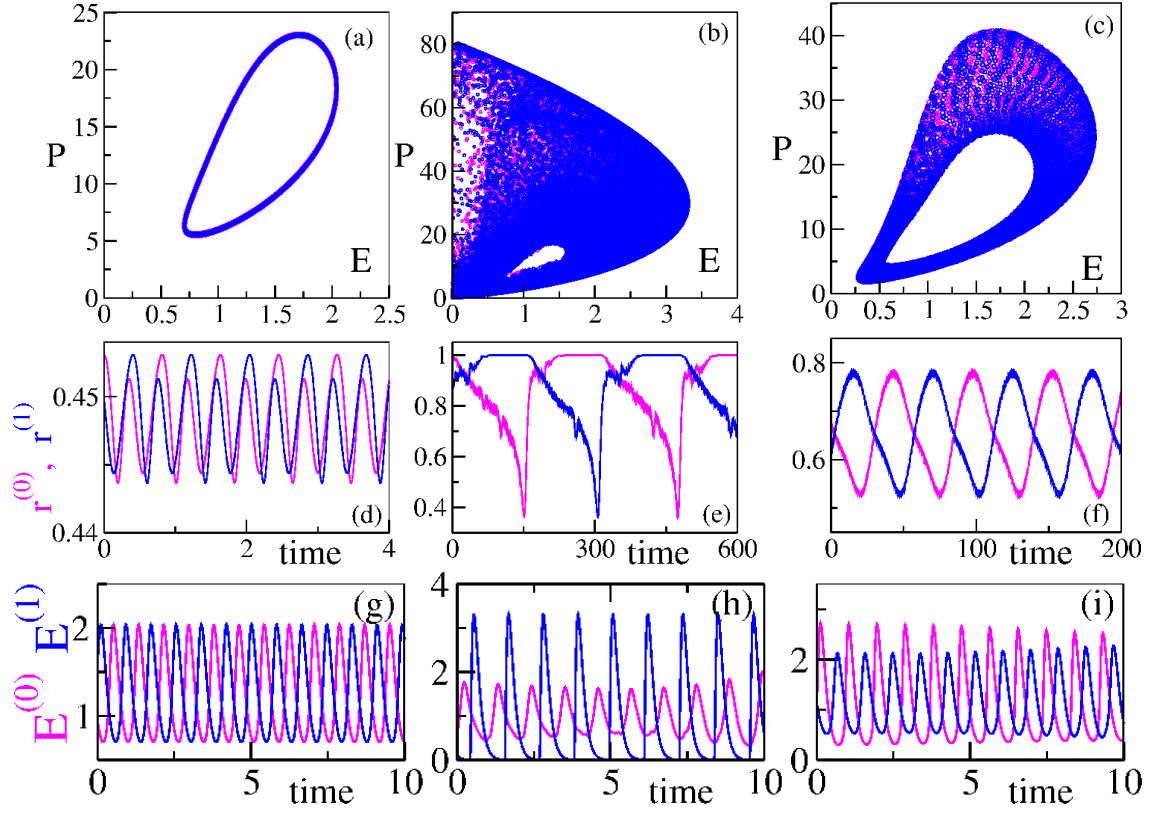 25
20
15
10
5
0
0 0.5 1 1.5 2 2.5
P
E
(a)
80
60
40
20
0
0 1 2 3 4
P
E
(b)
40
30
20
10
0
0.5 1 1.5 2 2.5 3
P
E
(c)
r(0), r(1)
0.45
0.44
0 2 4
time
(d)
1
0.8
0.6
0.4
0 300 600
time
(e)
0.8
0.6
0 100 200
time
(f)
E(0) E(1)
2
1
0 5 10
time
(g)
4
2
0
0 5 10
time
(h)
2
0
0 5 10
time
(i)